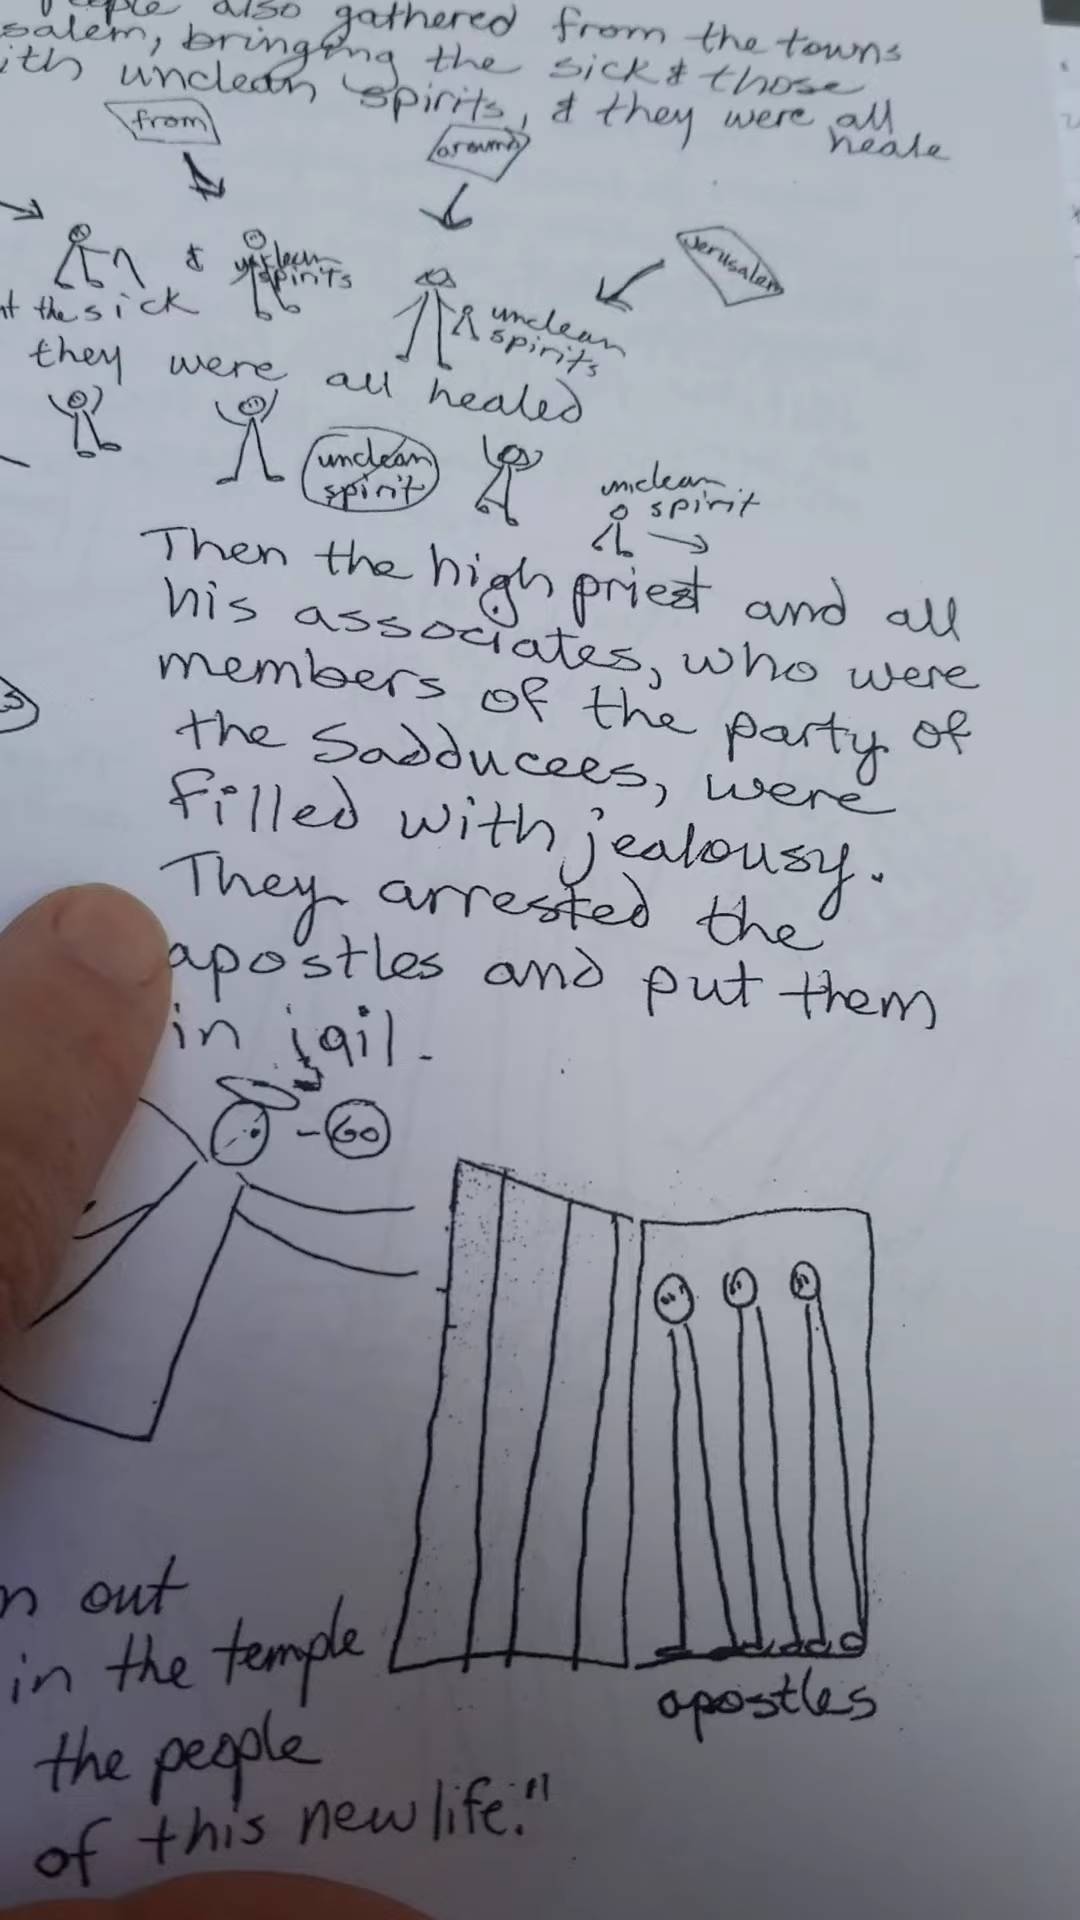 also gathered from the towns
salem, bringing the sick & those
ith unclean spirits, & they were all
heale
from
around
Jerusalem
& unclean
spirits
unclean
spirits
the sick
they were all healed
unclean
spirit
unclean
spirit
Then the high priest and all
his associates, who were
members of the party of
the Sadducees, were
filled with jealousy.
They arrested the
apostles and put them
in jail.
- Go
n out
in the temple
the people
of this new life."
apostles